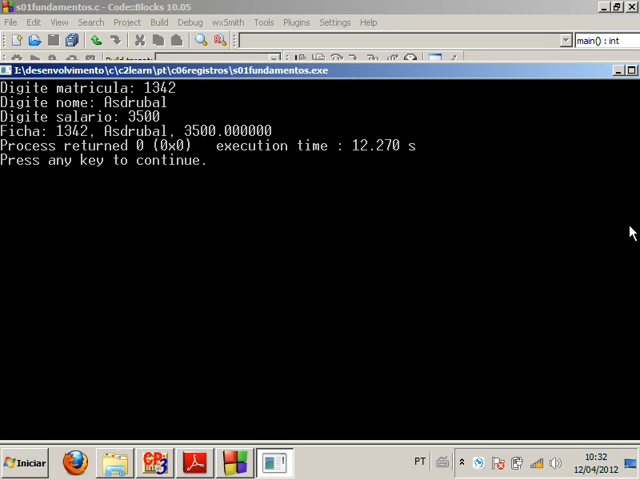 s01fundamentos.c - Code::Blocks 10.05
File Edit View Search Project Build Debug wxSmith Tools Plugins Settings Help
main() : int
I:\desenvolvimento\c\c2learn\pt\c06registros\s01fundamentos.exe
Digite matricula: 1342
Digite nome: Asdrubal
Digite salario: 3500
Ficha: 1342, Asdrubal, 3500.000000
Process returned 0 (0x0)   execution time : 12.270 s
Press any key to continue.
Iniciar
PT
10:32
12/04/2012